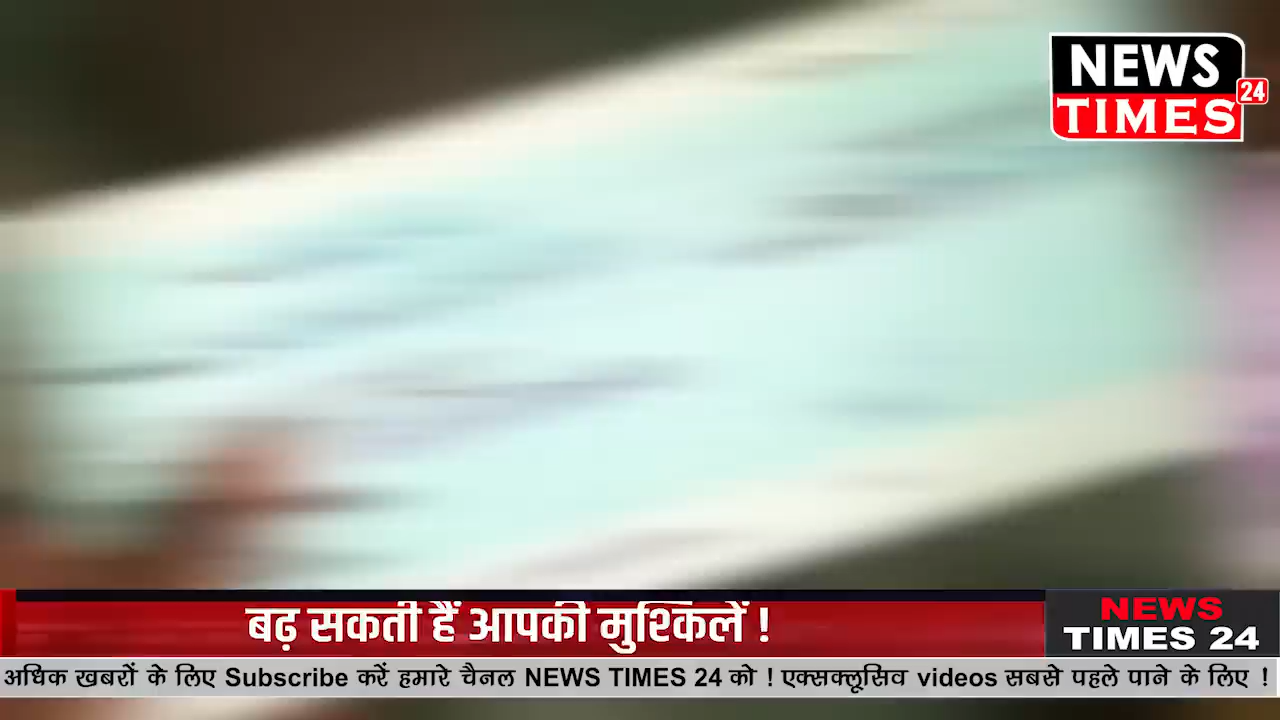 NEWS
TIMES 24
बढ़ सकती हैं आपकी मुश्किलें !
NEWS
TIMES 24
अधिक खबरों के लिए Subscribe करें हमारे चैनल NEWS TIMES 24 को ! एक्सक्लूसिव videos सबसे पहले पाने के लिए !